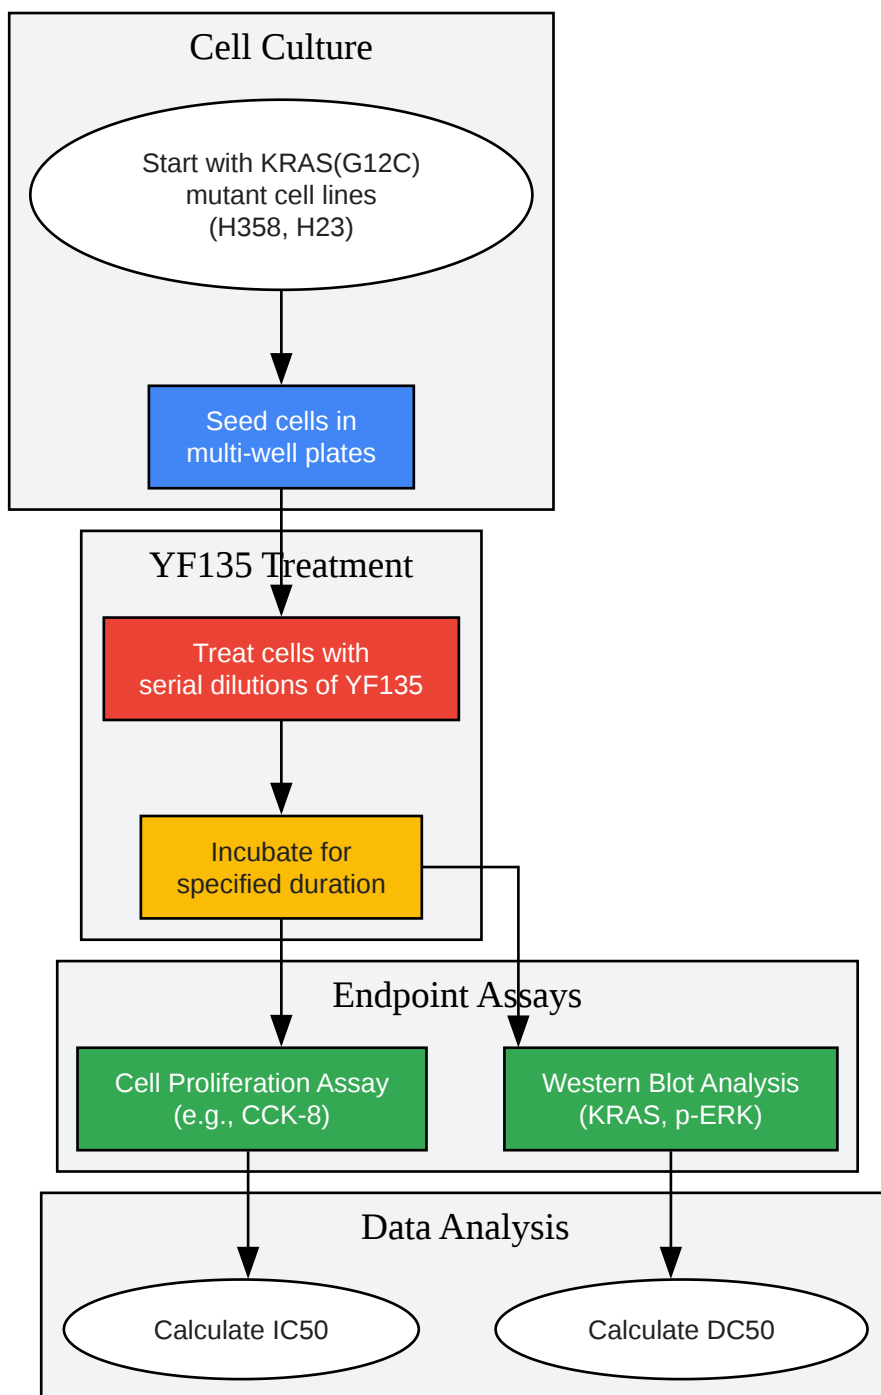 Cell Culture
Start with KRAS(G12C)
mutant cell lines
(H358, H23)
Seed cells in
multi-well plates
YF135 Treatment
Treat cells with
serial dilutions of YF135
Incubate for
specified duration
Endpoint Assays
Cell Proliferation Assay
(e.g., CCK-8)
Western Blot Analysis
(KRAS, p-ERK)
Data Analysis
Calculate IC50
Calculate DC50